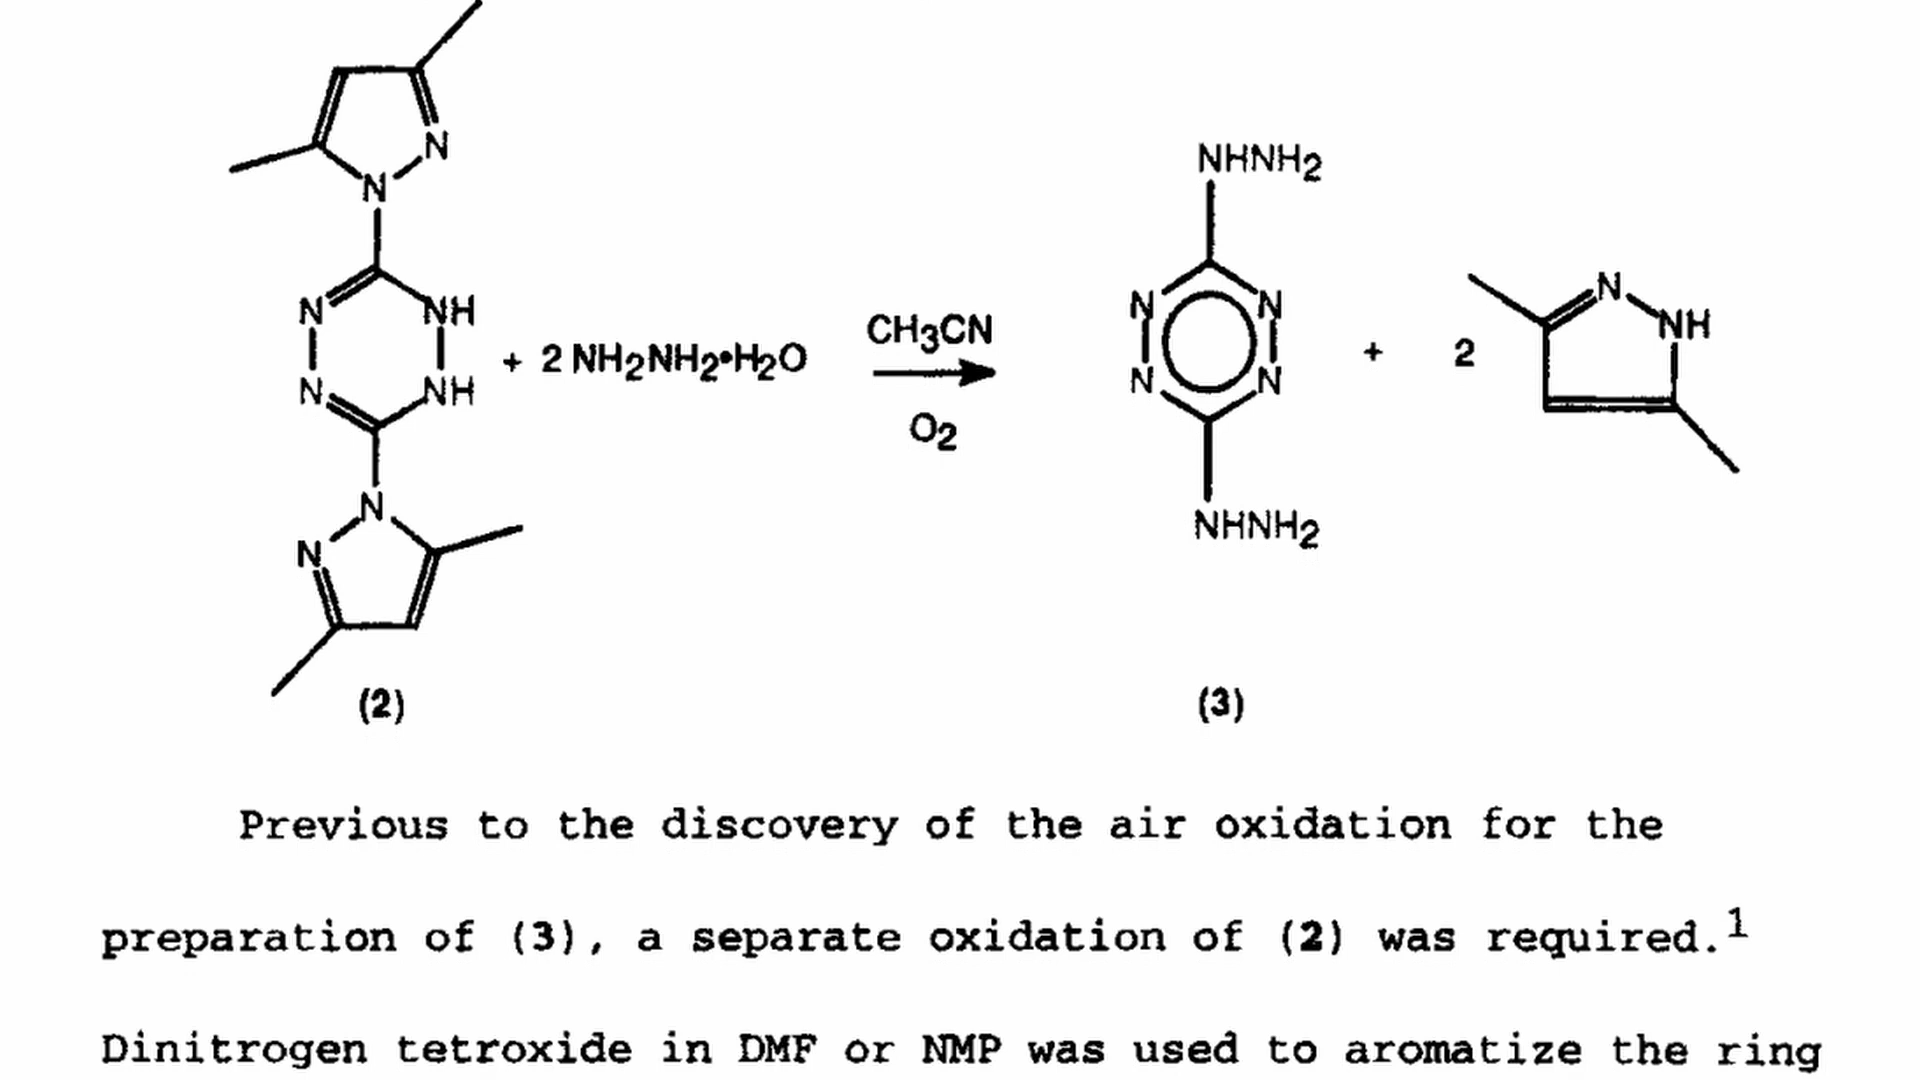 N
N
N
NH
N
NH
N
N
+ 2 NH2NH2•H2O
CH3CN
O2
NHNH2
N
N
N
N
NHNH2
+ 2
N
NH
(2)
(3)
Previous to the discovery of the air oxidation for the
preparation of (3), a separate oxidation of (2) was required.1
Dinitrogen tetroxide in DMF or NMP was used to aromatize the ring